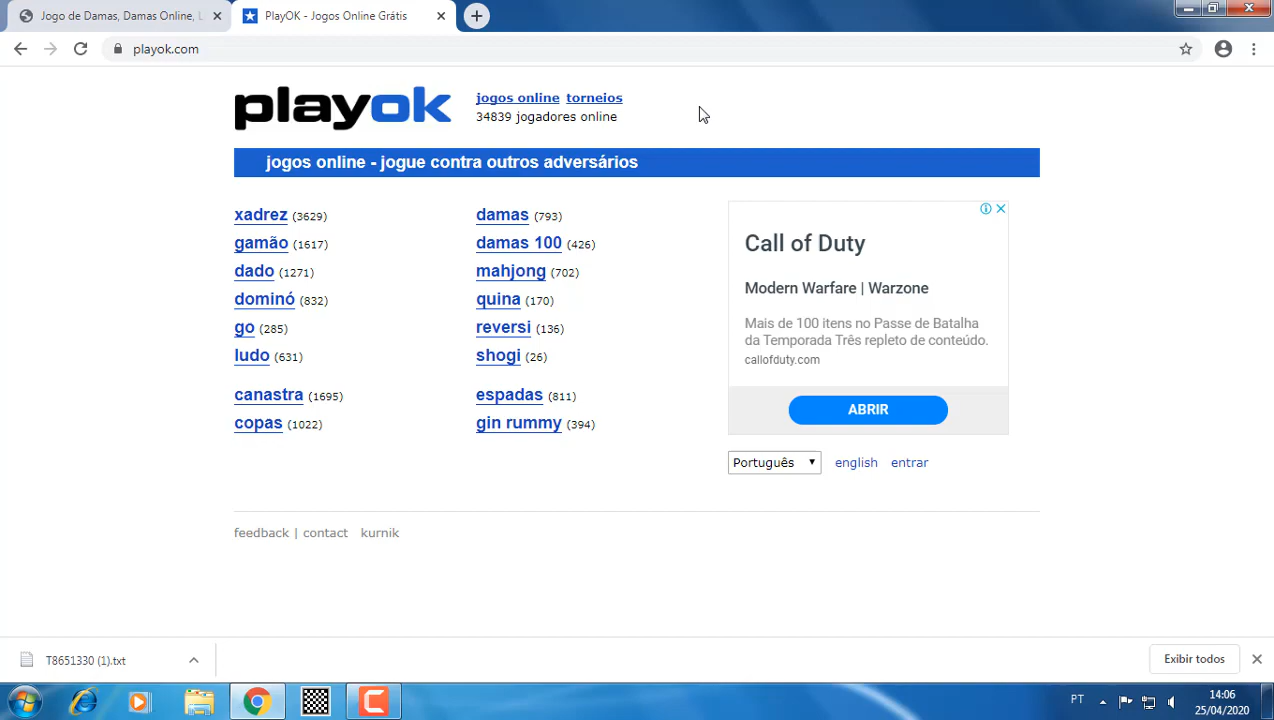 Jogo de Damas, Damas Online, L
PlayOK - Jogos Online Grátis
playok.com
playok
jogos online torneios
34839 jogadores online
jogos online - jogue contra outros adversários
xadrez (3629)
gamão (1617)
dado (1271)
dominó (832)
go (285)
ludo (631)
canastra (1695)
copas (1022)
damas (793)
damas 100 (426)
mahjong (702)
quina (170)
reversi (136)
shogi (26)
espadas (811)
gin rummy (394)
Call of Duty
Modern Warfare | Warzone
Mais de 100 itens no Passe de Batalha
da Temporada Três repleto de conteúdo.
callofduty.com
ABRIR
Português english entrar
feedback | contact kurnik
T8651330 (1).txt
Exibir todos
PT
14:06
25/04/2020